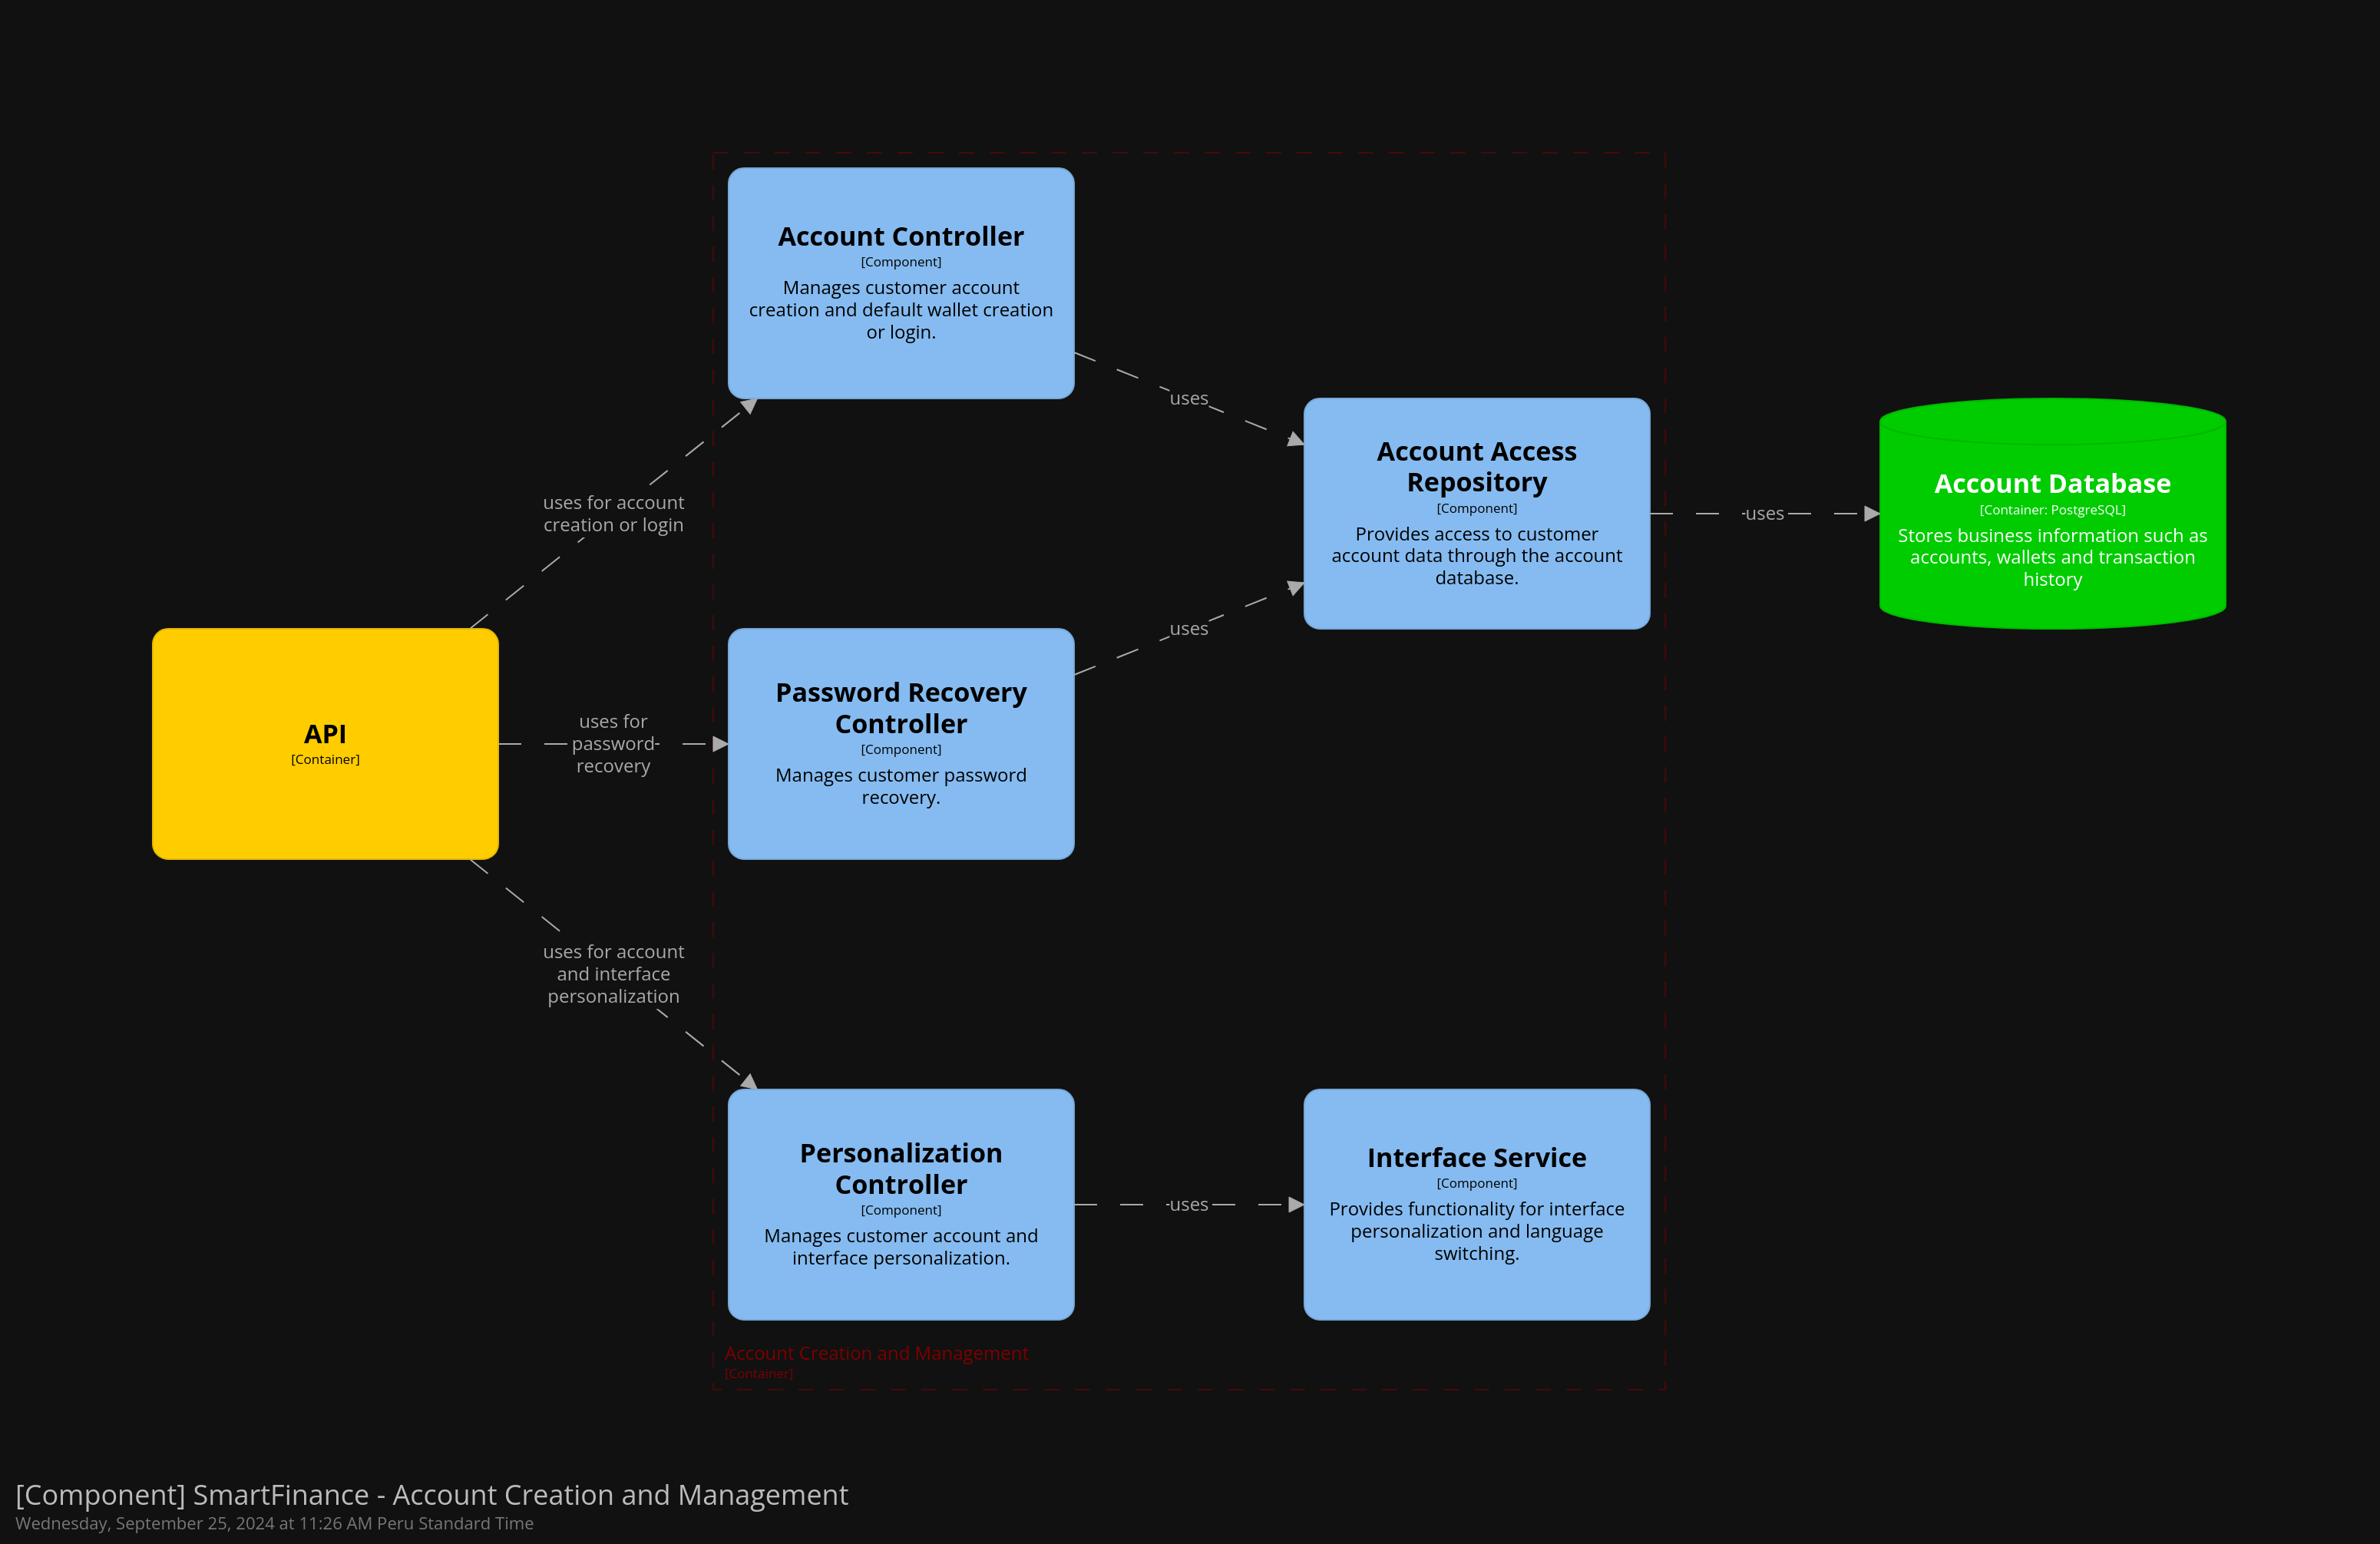 Account Controller
[Component]
Manages customer account
creation and default wallet creation
or login.
uses
Account Access
Repository
[Component]
Provides access to customer
account data through the account
database.
uses
Account Database
[Container: PostgreSQL]
Stores business information such as
accounts, wallets and transaction
history
uses for account
creation or login
uses
API
[Container]
uses for
password
recovery
Password Recovery
Controller
[Component]
Manages customer password
recovery.
uses for account
and interface
personalization
Personalization
Controller
[Component]
Manages customer account and
interface personalization.
uses
Interface Service
[Component]
Provides functionality for interface
personalization and language
switching.
Account Creation and Management
[Container]
[Component] SmartFinance - Account Creation and Management
Wednesday, September 25, 2024 at 11:26 AM Peru Standard Time